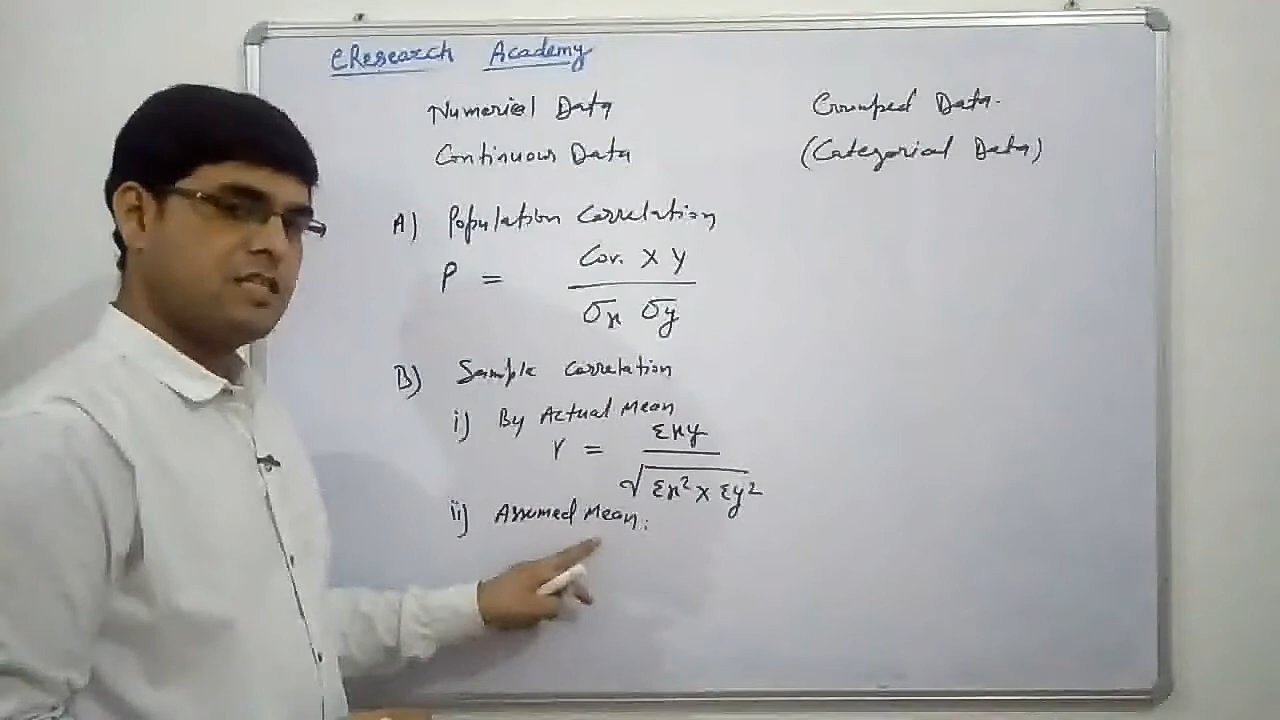 eResearch Academy
Numerical Data
Grouped Data.
Continuous Data
(Categorical Data)
A) Population Correlation
P = Cov. X Y
σx σy
B) Sample Correlation
i) By Actual Mean
r = Σxy
√Σx² x Σy²
ii) Assumed Mean: